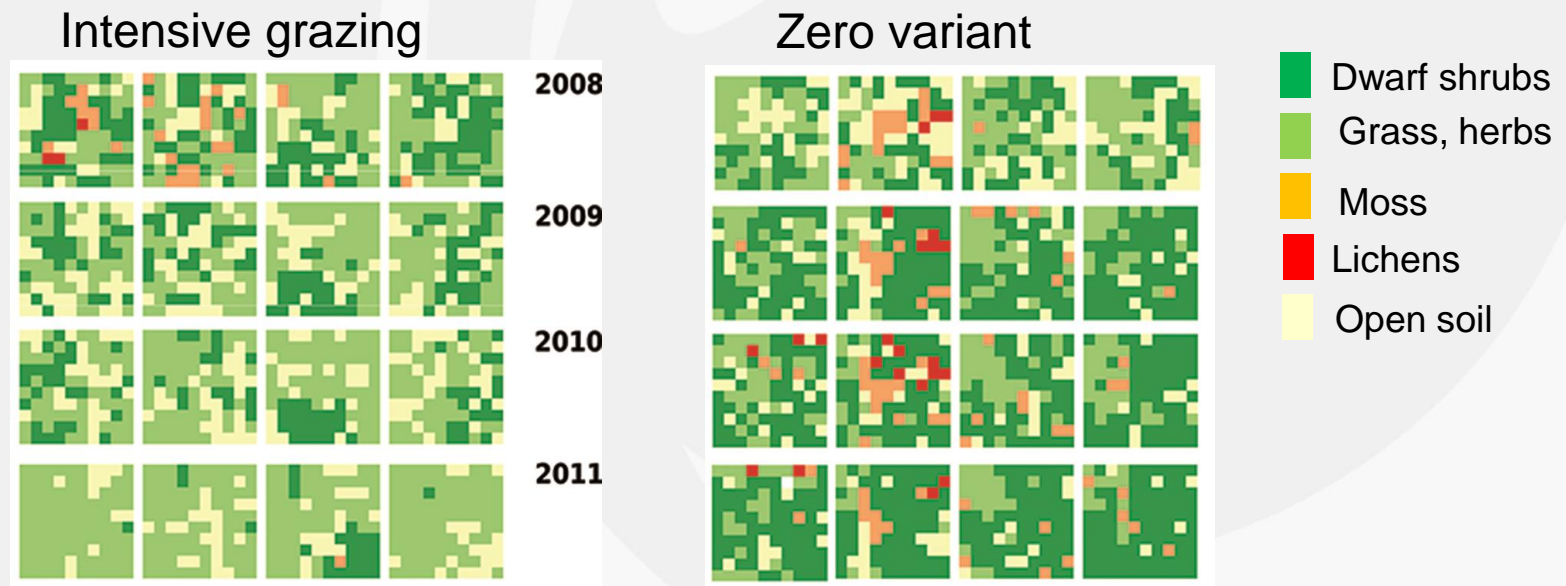 Intensive grazing
Zero variant
2008
2009
2010
2011
Dwarf shrubs
Grass, herbs
Moss
Lichens
Open soil